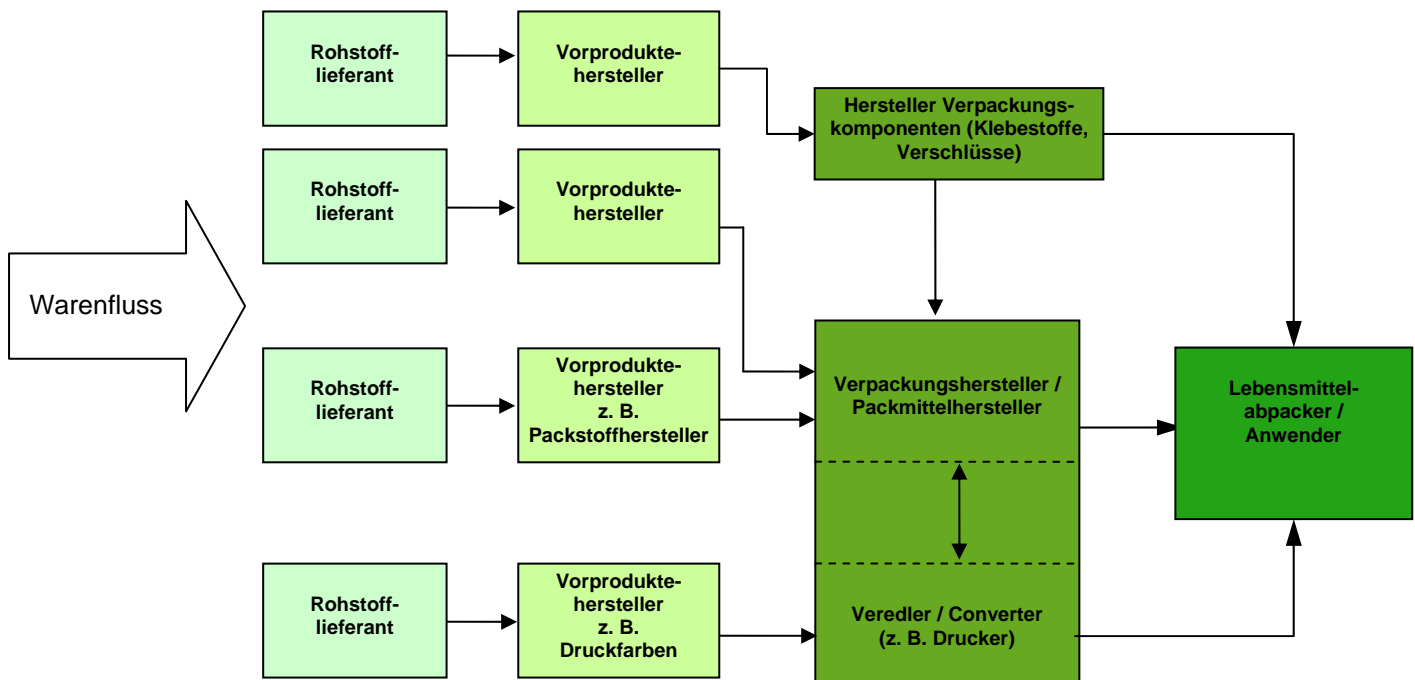 Warenfluss
Rohstoff-
lieferant
Vorprodukte-
hersteller
Hersteller Verpackungs-
komponenten (Klebestoffe,
Verschlüsse)
Rohstoff-
lieferant
Vorprodukte-
hersteller
Rohstoff-
lieferant
Vorprodukte-
hersteller
z. B.
Packstoffhersteller
Verpackungshersteller /
Packmittelhersteller
Lebensmittel-
abpacker /
Anwender
Rohstoff-
lieferant
Vorprodukte-
hersteller
z. B.
Druckfarben
Veredler / Converter
(z. B. Drucker)